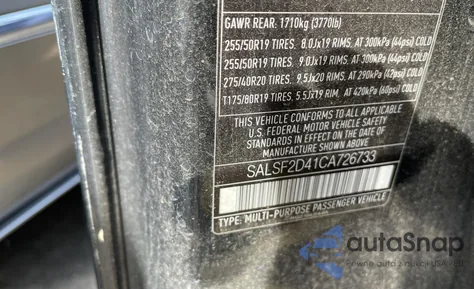 GAWR REAR: 1710kg (3770lb)
255/50R19 TIRES. 8.0Jx19 RIMS. AT 300kPa (44psi) COLD
255/50R19 TIRES. 9.0Jx19 RIMS. AT 300kPa (44psi) COLD
275/40R20 TIRES. 9.5Jx20 RIMS. AT 290kPa (42psi) COLD
T175/80R19 TIRES. 5.5Jx19 RIM. AT 420kPa (60psi) COLD
THIS VEHICLE CONFORMS TO ALL APPLICABLE
U.S. FEDERAL MOTOR VEHICLE SAFETY
STANDARDS IN EFFECT ON THE DATE OF
MANUFACTURE SHOWN ABOVE
SALSF2D41CA726733
TYPE: MULTI-PURPOSE PASSENGER VEHICLE
autoSnap